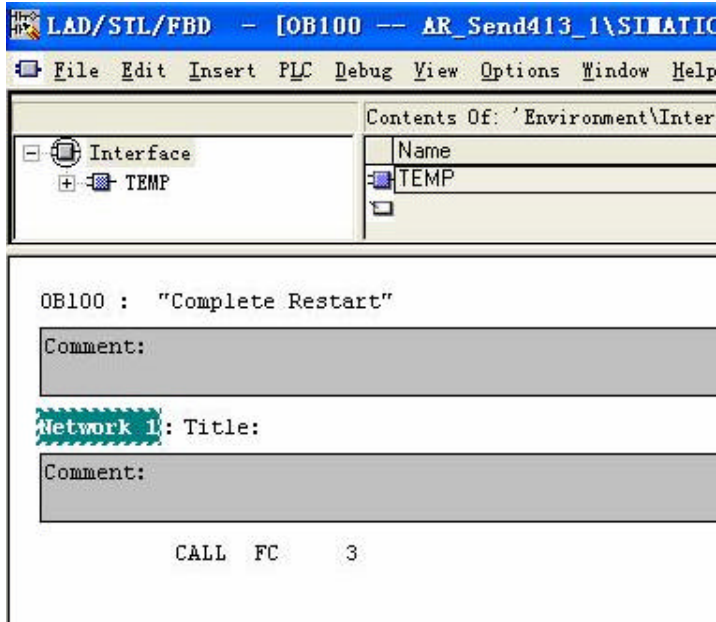 LAD/STL/FBD - [OB100 -- AR_Send413_1\SIMATIC
File Edit Insert PLC Debug View Options Window Help
Contents Of: 'Environment\Inter
Interface
Name
TEMP
TEMP
OB100 : "Complete Restart"
Comment:
Network 1: Title:
Comment:
CALL FC 3